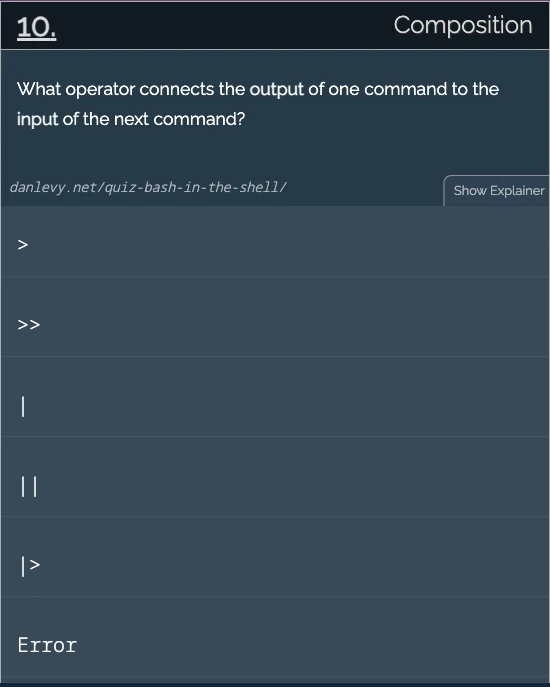 10.
Composition
What operator connects the output of one command to the
input of the next command?
danlevy.net/quiz-bash-in-the-shell/
Show Explainer
>
>>
|
||
|>
Error